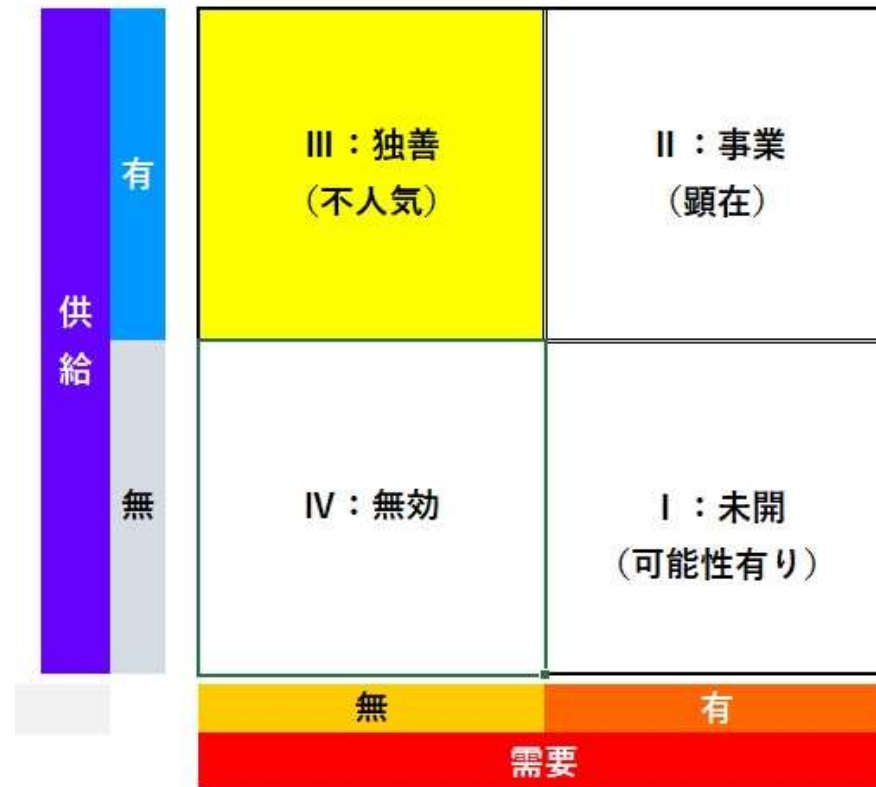 供給
有
III：独善
（不人気）
II：事業
（顕在）
無
IV：無効
I：未開
（可能性有り）
無
有
需要